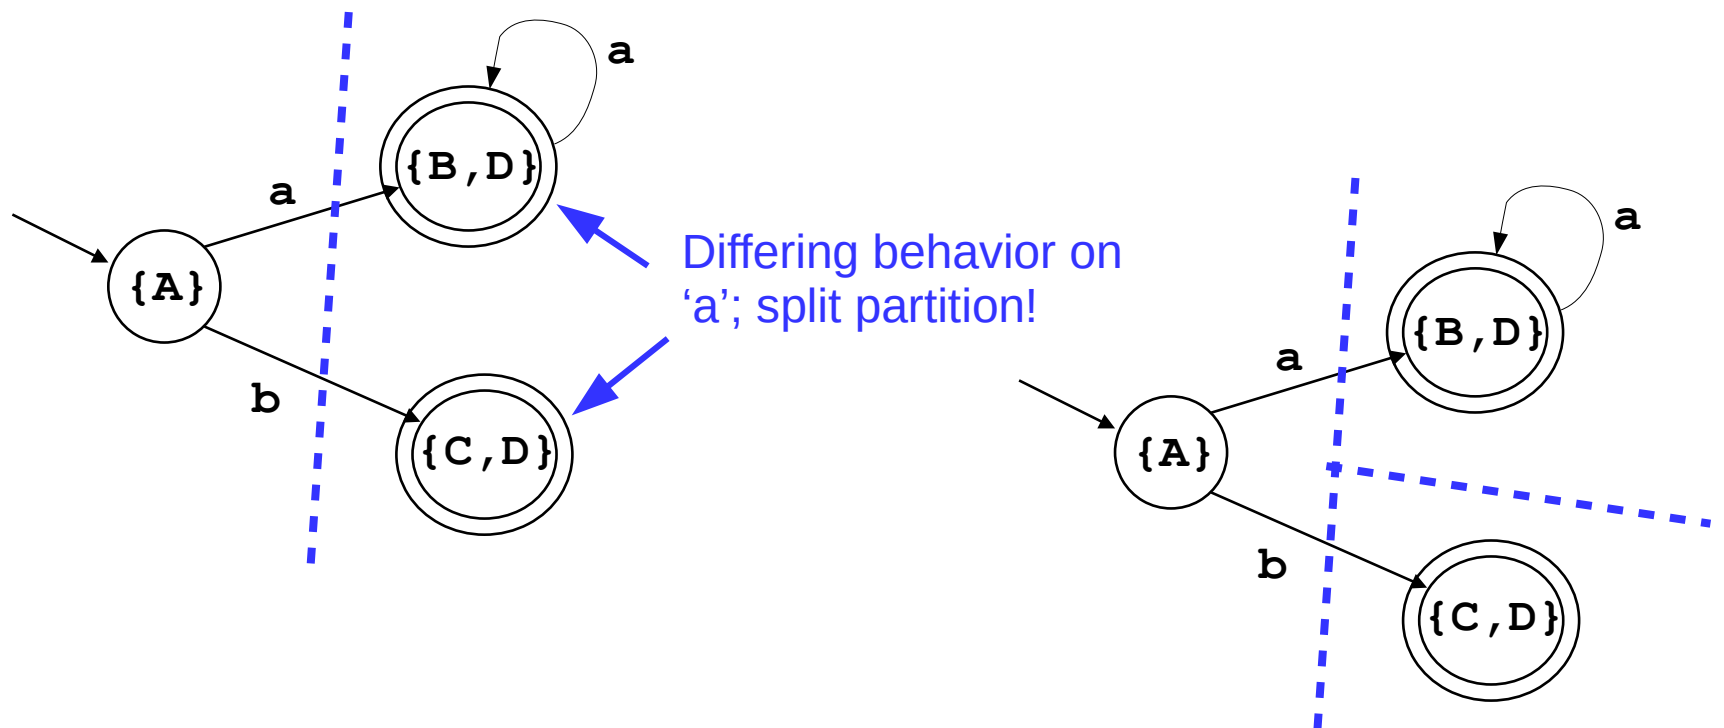 a
{B,D}
a
{A}
b
{C,D}
Differing behavior on
‘a’; split partition!
a
{B,D}
a
{A}
b
{C,D}